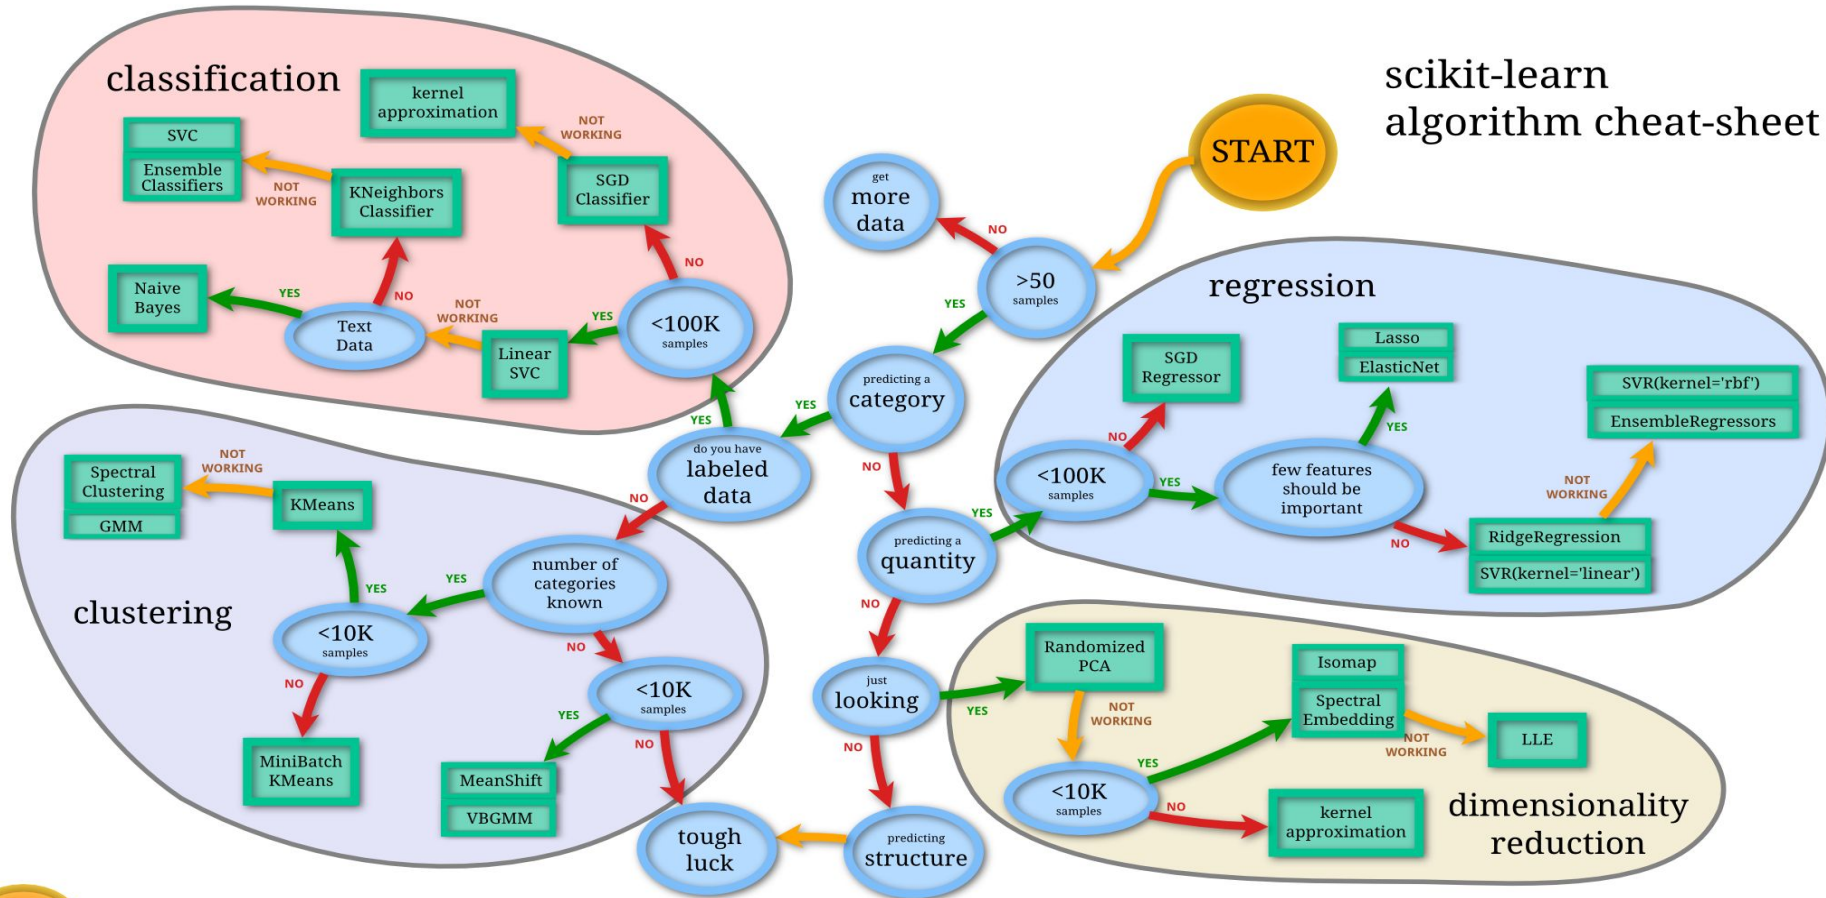 scikit-learn
algorithm cheat-sheet
START
>50
samples
NO
get
more
data
YES
predicting a
category
YES
NO
do you have
labeled
data
YES
NO
predicting a
quantity
YES
NO
just
looking
YES
NO
predicting
structure
tough
luck
classification
<100K
samples
NO
SGD
Classifier
NOT
WORKING
kernel
approximation
YES
Linear
SVC
NOT
WORKING
Text
Data
YES
Naive
Bayes
NO
KNeighbors
Classifier
NOT
WORKING
SVC
Ensemble
Classifiers
clustering
number of
categories
known
YES
<10K
samples
YES
KMeans
NOT
WORKING
Spectral
Clustering
GMM
NO
MiniBatch
KMeans
NO
<10K
samples
YES
MeanShift
VBGMM
NO
regression
<100K
samples
NO
SGD
Regressor
YES
few features
should be
important
YES
Lasso
ElasticNet
NO
RidgeRegression
SVR(kernel='linear')
NOT
WORKING
SVR(kernel='rbf')
EnsembleRegressors
dimensionality
reduction
Randomized
PCA
NOT
WORKING
<10K
samples
YES
Isomap
Spectral
Embedding
NOT
WORKING
LLE
NO
kernel
approximation